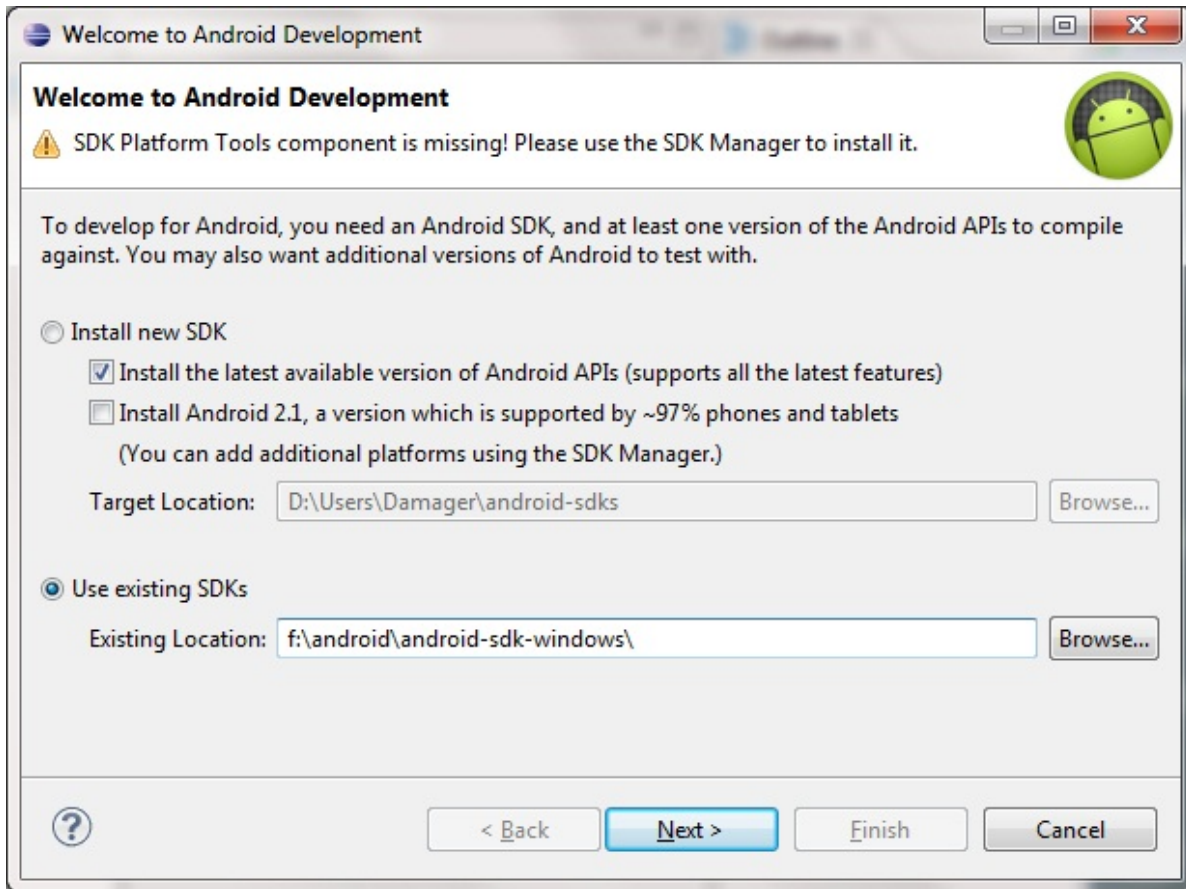 Welcome to Android Development
Welcome to Android Development
SDK Platform Tools component is missing! Please use the SDK Manager to install it.
To develop for Android, you need an Android SDK, and at least one version of the Android APIs to compile
against. You may also want additional versions of Android to test with.
Install new SDK
Install the latest available version of Android APIs (supports all the latest features)
Install Android 2.1, a version which is supported by ~97% phones and tablets
(You can add additional platforms using the SDK Manager.)
Target Location: D:\Users\Damager\android-sdks Browse...
Use existing SDKs
Existing Location: f:\android\android-sdk-windows\ Browse...
? < Back Next > Finish Cancel